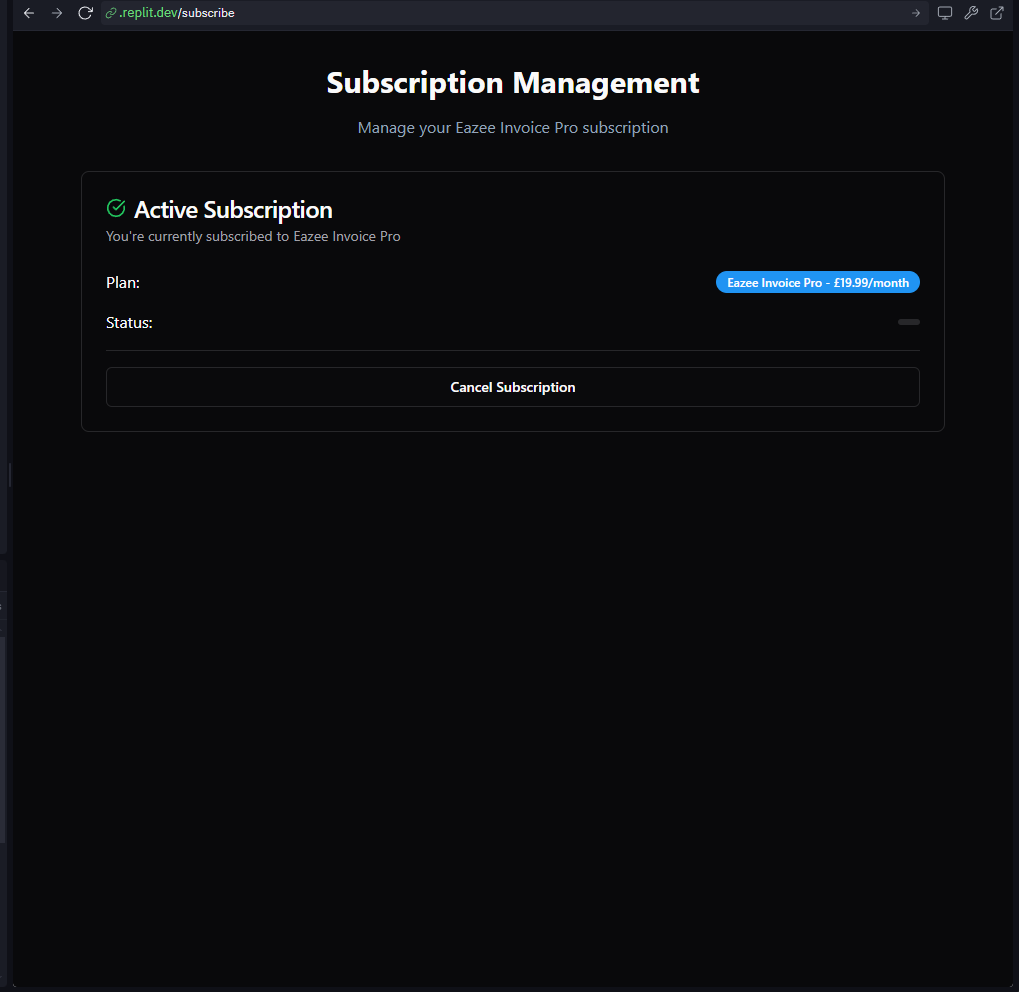 .replit.dev/subscribe
Subscription Management
Manage your Eazee Invoice Pro subscription
Active Subscription
You're currently subscribed to Eazee Invoice Pro
Plan:
Eazee Invoice Pro - £19.99/month
Status:
Cancel Subscription